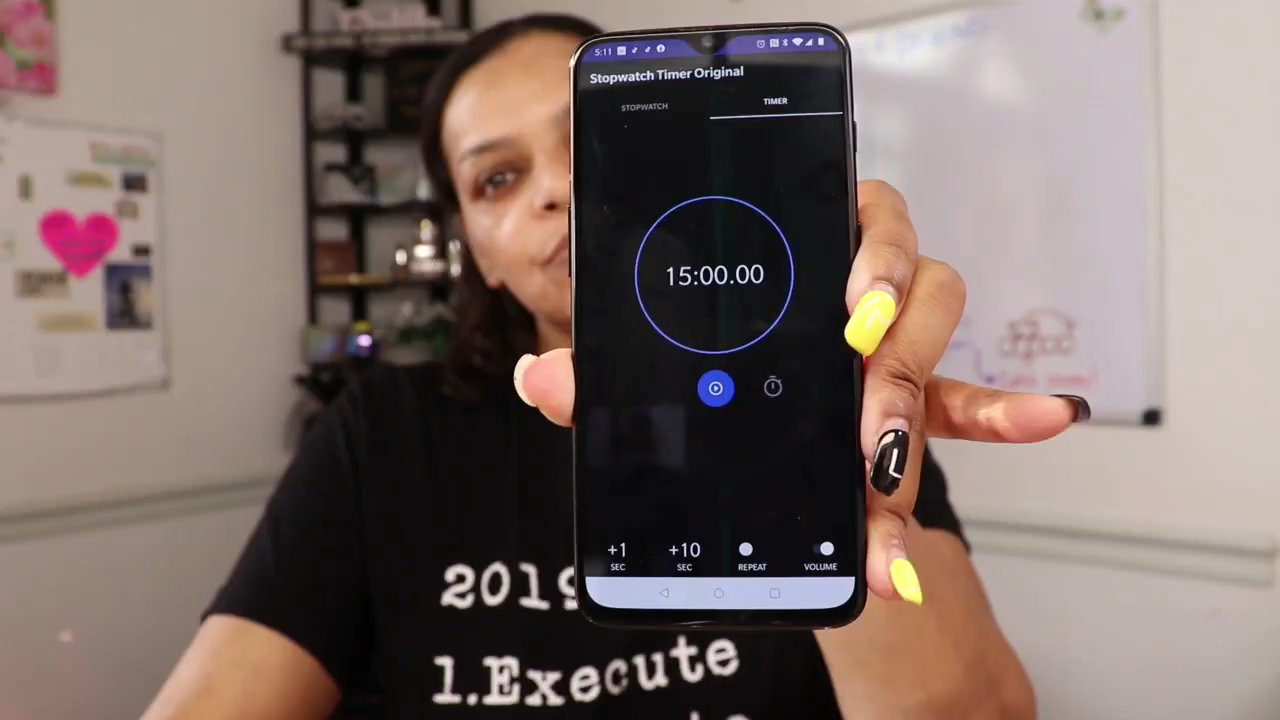 5:11
Stopwatch Timer Original
STOPWATCH
TIMER
15:00.00
+1
SEC
+10
SEC
REPEAT
VOLUME
2019
1.Execute